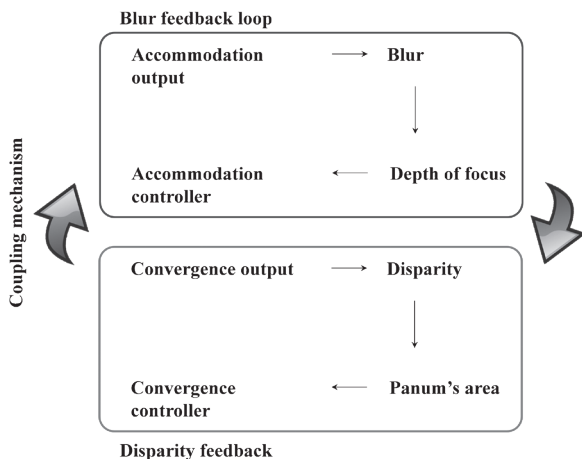 Blur feedback loop
Accommodation output
Blur
Accommodation controller
Depth of focus
Coupling mechanism
Convergence output
Disparity
Convergence controller
Panum's area
Disparity feedback